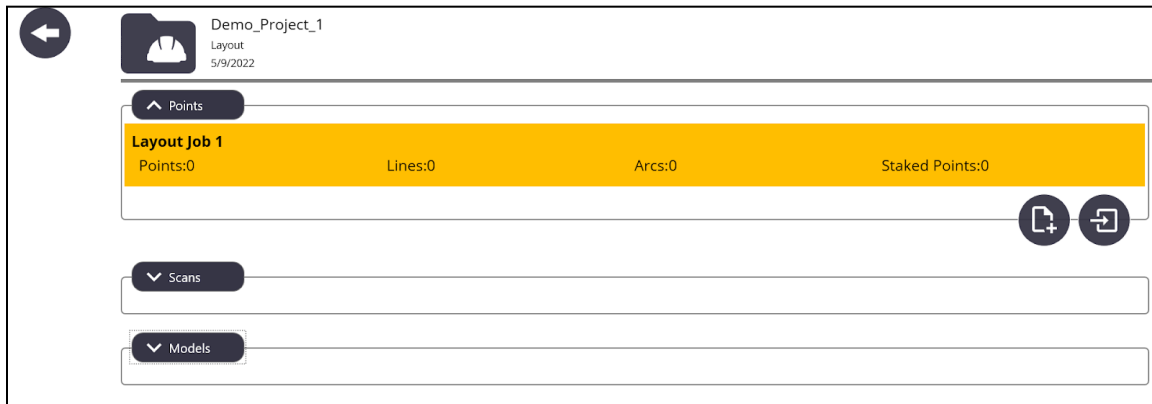 Demo_Project_1
Layout
5/9/2022
Points
Layout Job 1
Points:0 Lines:0 Arcs:0 Staked Points:0
Scans
Models